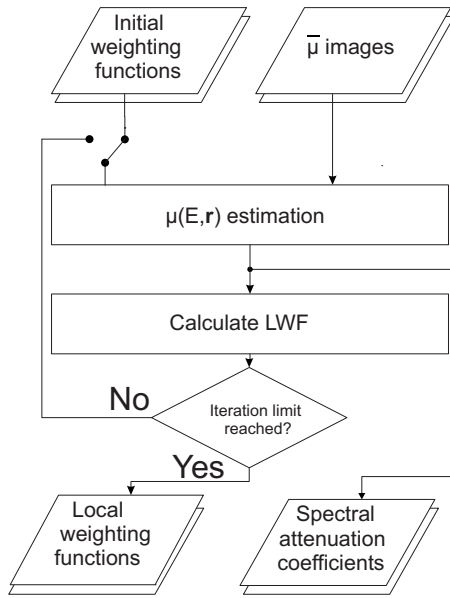 Initial
weighting
functions
μ̅ images
μ(E,r) estimation
Calculate LWF
No
Iteration limit
reached?
Yes
Local
weighting
functions
Spectral
attenuation
coefficients